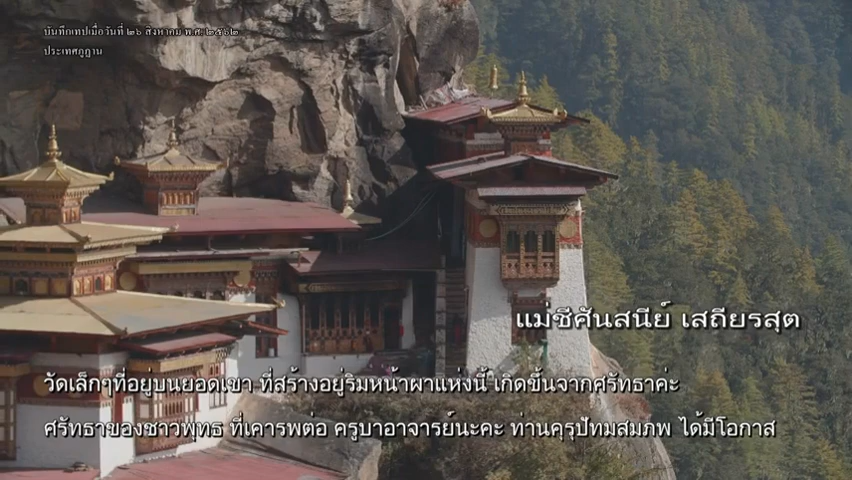 บันทึกเทปเมื่อวันที่ ๒๖ สิงหาคม พ.ศ. ๒๕๖๒
ประเทศภูฏาน
แม่ชีศันสนีย์ เสถียรสุต
วัดเล็กๆที่อยู่บนยอดเขา ที่สร้างอยู่ริมหน้าผาแห่งนี้ เกิดขึ้นจากศรัทธาค่ะ
ศรัทธาของชาวพุทธ ที่เคารพต่อ ครูบาอาจารย์นะคะ ท่านคุรุปัทมสมภพ ได้มีโอกาส